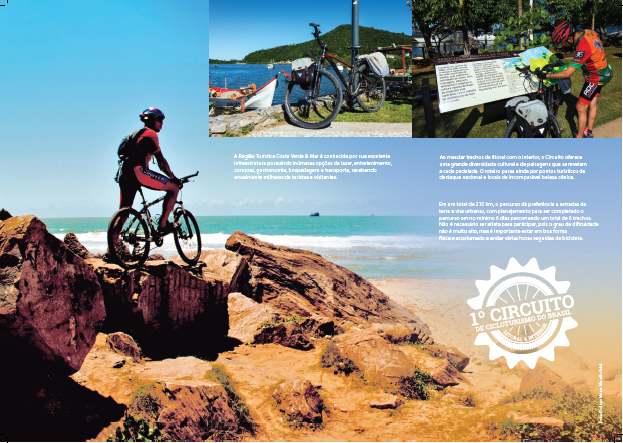 A Região Turística Costa Verde & Mar é conhecida por sua excelente
infraestrutura possuindo inúmeras opções de lazer, entretenimento,
compras, gastronomia, hospedagem e transporte, recebendo
anualmente milhares de turistas e visitantes.
Ao mesclar trechos de litoral com o interior, o Circuito oferece
uma grande diversidade cultural e de paisagens que se revelam
a cada pedalada. O roteiro passa ainda por pontos turísticos de
destaque nacional e locais de incomparável beleza cênica.
Em um total de 270 km, o percurso dá preferência a estradas de
terra e vias urbanas, com planejamento para ser completado o
percurso em no mínimo 6 dias percorrendo um total de 6 trechos.
Não é necessário ser atleta para participar, pois o grau de dificuldade
não é muito alto, mas é importante estar em boa forma
física e acostumado a andar várias horas seguidas de bicicleta.
1º CIRCUITO
DE CICLOTURISMO DO BRASIL
LITORAL & INTERIOR